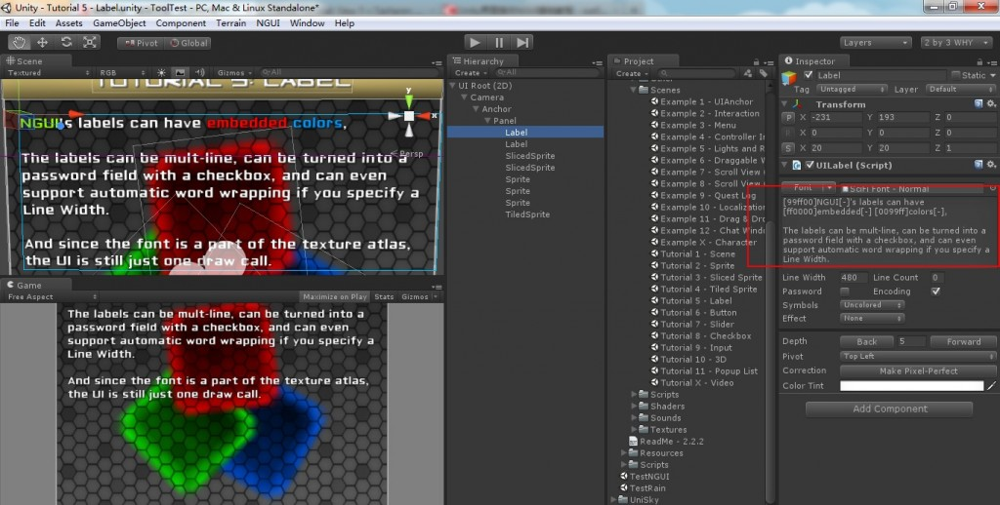 Unity - Tutorial 5 - Label.unity - ToolTest - PC, Mac & Linux Standalone*
File Edit Assets GameObject Component Terrain NGUI Window Help
Pivot Global
Layers 2 by 3 WHY
Scene
Textured RGB Gizmos All
TUTORIAL 5: LABEL
NGUI's labels can have embedded colors,
The labels can be mult-line, can be turned into a
password field with a checkbox, and can even
support automatic word wrapping if you specify a
Line Width.
And since the font is a part of the texture atlas,
the UI is still just one draw call.
y
x
Persp
Game
Free Aspect Maximize on Play Stats Gizmos
The labels can be mult-line, can be turned into a
password field with a checkbox, and can even
support automatic word wrapping if you specify a
Line Width.
And since the font is a part of the texture atlas,
the UI is still just one draw call.
Hierarchy
Create All
UI Root (2D)
Camera
Anchor
Panel
Label
Label
SlicedSprite
SlicedSprite
Sprite
Sprite
Sprite
TiledSprite
Project
Create
Scenes
Example 1 - UIAnchor
Example 2 - Interaction
Example 3 - Menu
Example 4 - Controller In
Example 5 - Lights and R
Example 6 - Draggable W
Example 7 - Scroll View
Example 8 - Scroll View
Example 9 - Quest Log
Example 10 - Localization
Example 11 - Drag & Dro
Example 12 - Chat Windo
Example X - Character
Tutorial 1 - Scene
Tutorial 2 - Sprite
Tutorial 3 - Sliced Sprite
Tutorial 4 - Tiled Sprite
Tutorial 5 - Label
Tutorial 6 - Button
Tutorial 7 - Slider
Tutorial 8 - Checkbox
Tutorial 9 - Input
Tutorial 10 - 3D
Tutorial 11 - Popup List
Tutorial X - Video
Scripts
Shaders
Sounds
Textures
ReadMe - 2.2.2
Resources
Scripts
TestNGUI
TestRain
UniSky
Inspector
Label Static
Tag Untagged Layer Default
Transform
P X -231 Y 193 Z 0
R X 0 Y 0 Z 0
S X 20 Y 20 Z 1
UILabel (Script)
Font SciFi Font - Normal
[99ff00]NGUI[-]'s labels can have
[ff0000]embedded[-] [0099ff]colors[-],
The labels can be mult-line, can be turned into a
password field with a checkbox, and can even
support automatic word wrapping if you specify a
Line Width.
Line Width 480 Line Count 0
Password Encoding
Symbols Uncolored
Effect None
Depth Back 5 Forward
Pivot Top Left
Correction Make Pixel-Perfect
Color Tint
Add Component